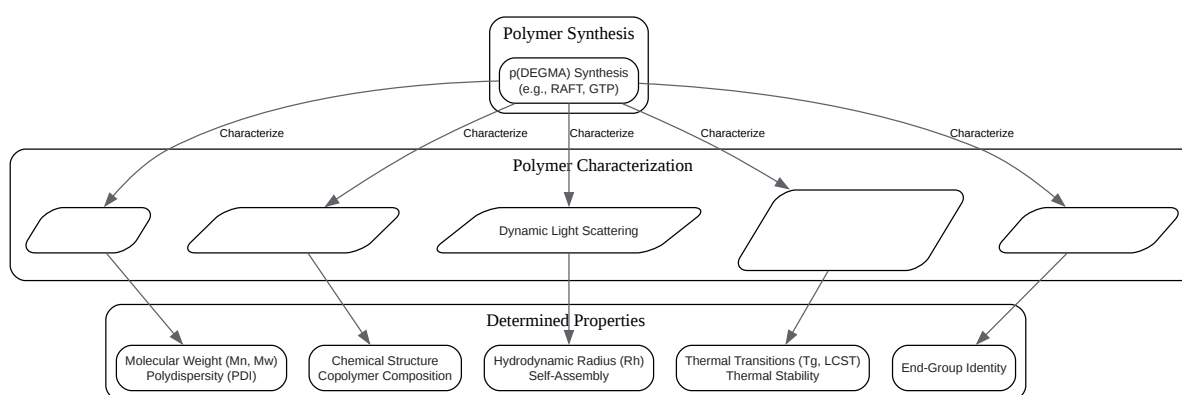 Polymer Synthesis
p(DEGMA) Synthesis
(e.g., RAFT, GTP)
Characterize
Characterize
Characterize
Characterize
Characterize
Polymer Characterization
Dynamic Light Scattering
Determined Properties
Molecular Weight (Mn, Mw)
Polydispersity (PDI)
Chemical Structure
Copolymer Composition
Hydrodynamic Radius (Rh)
Self-Assembly
Thermal Transitions (Tg, LCST)
Thermal Stability
End-Group Identity